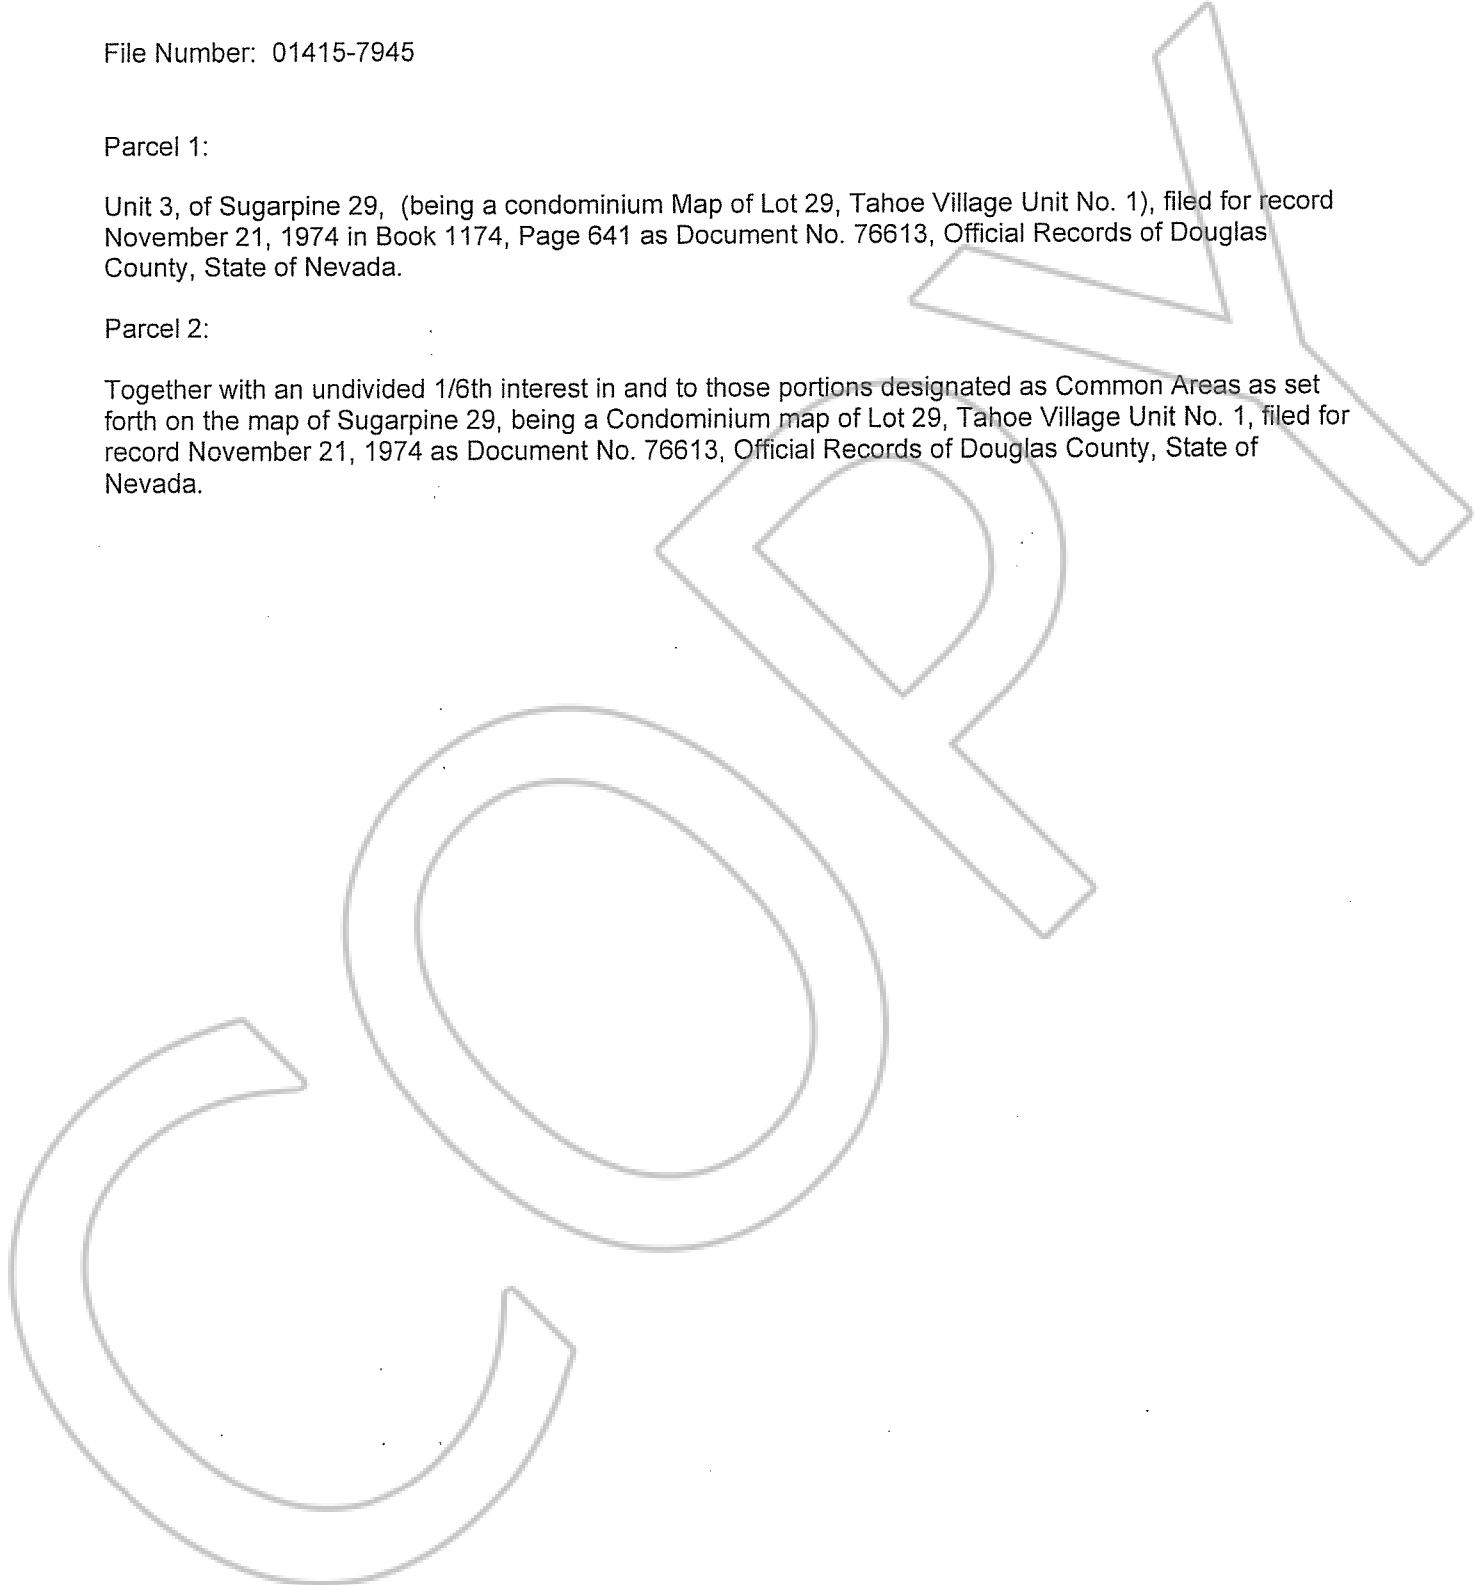 File Number: 01415-7945
Parcel 1:
Unit 3, of Sugarpine 29, (being a condominium Map of Lot 29, Tahoe Village Unit No. 1), filed for record
November 21, 1974 in Book 1174, Page 641 as Document No. 76613, Official Records of Douglas
County, State of Nevada.
Parcel 2:
Together with an undivided 1/6th interest in and to those portions designated as Common Areas as set
forth on the map of Sugarpine 29, being a Condominium map of Lot 29, Tahoe Village Unit No. 1, filed for
record November 21, 1974 as Document No. 76613, Official Records of Douglas County, State of
Nevada.
COPY